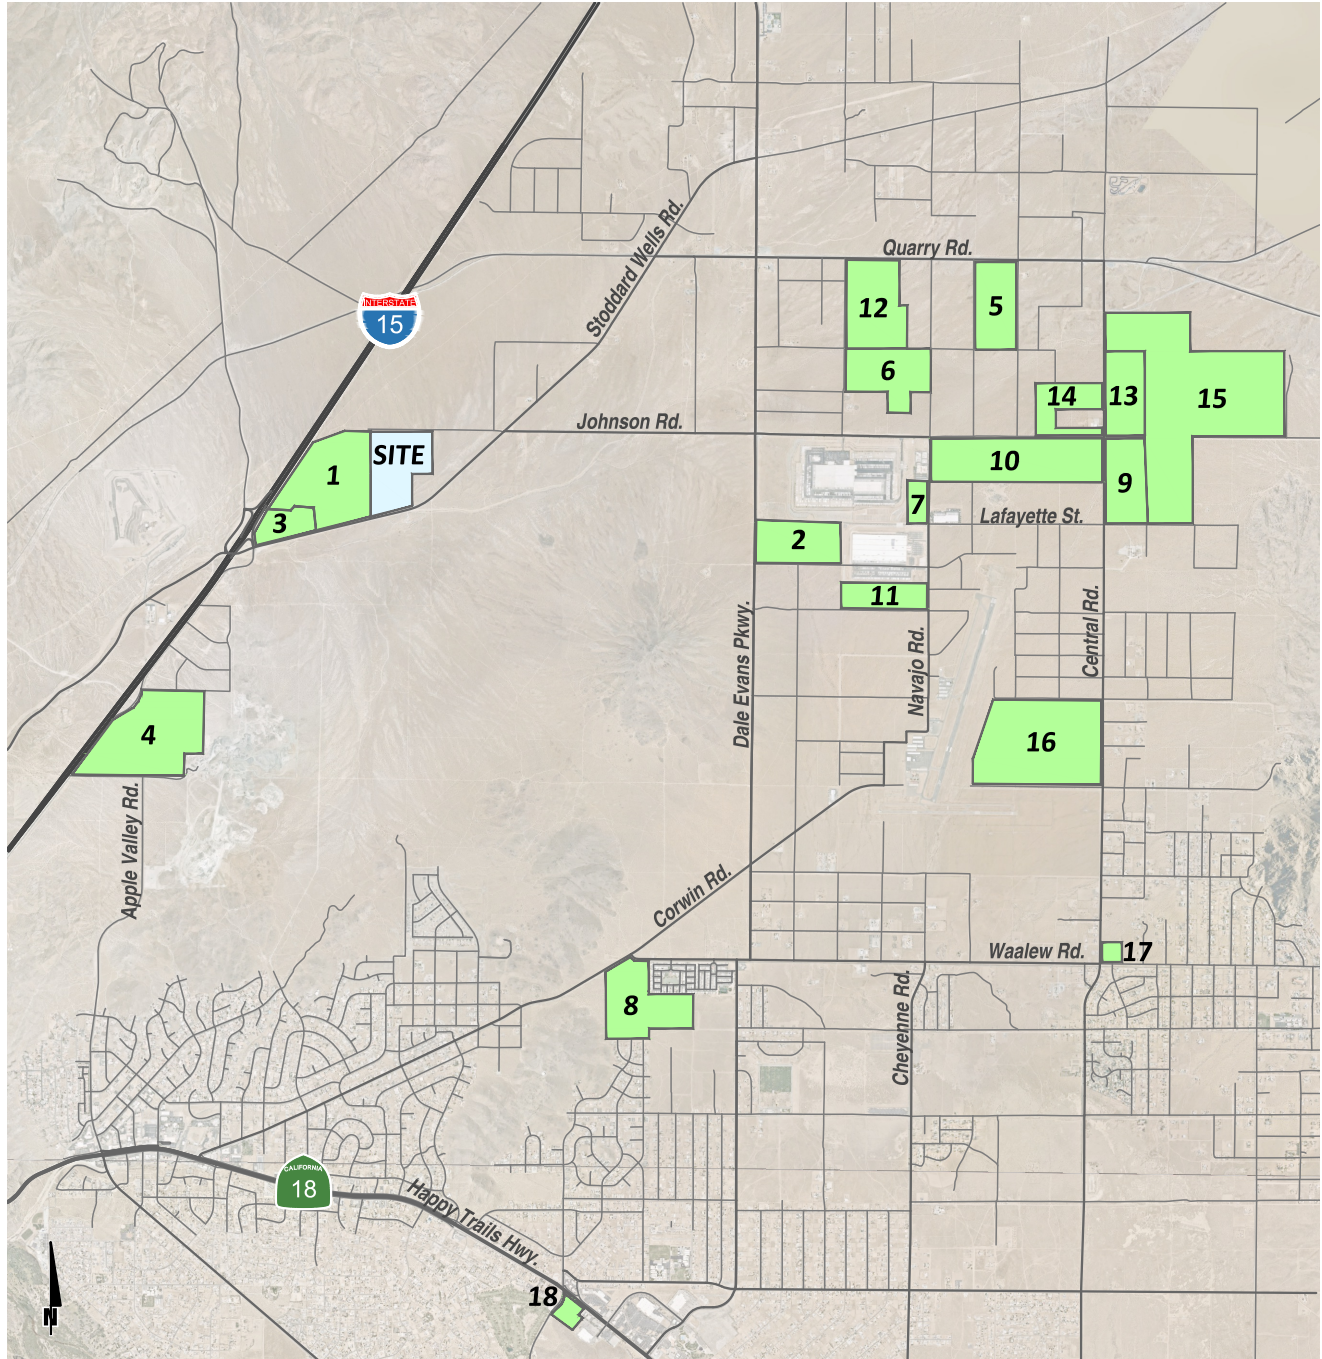 Quarry Rd.
Stoddard Wells Rd.
INTERSTATE
15
12
5
6
14
13
15
Johnson Rd.
SITE
1
10
9
7
3
Lafayette St.
2
11
Dale Evans Pkwy.
Navajo Rd.
Central Rd.
4
16
Apple Valley Rd.
Corwin Rd.
Waalew Rd.
17
8
Cheyenne Rd.
CALIFORNIA
18
Happy Trails Hwy.
18
N